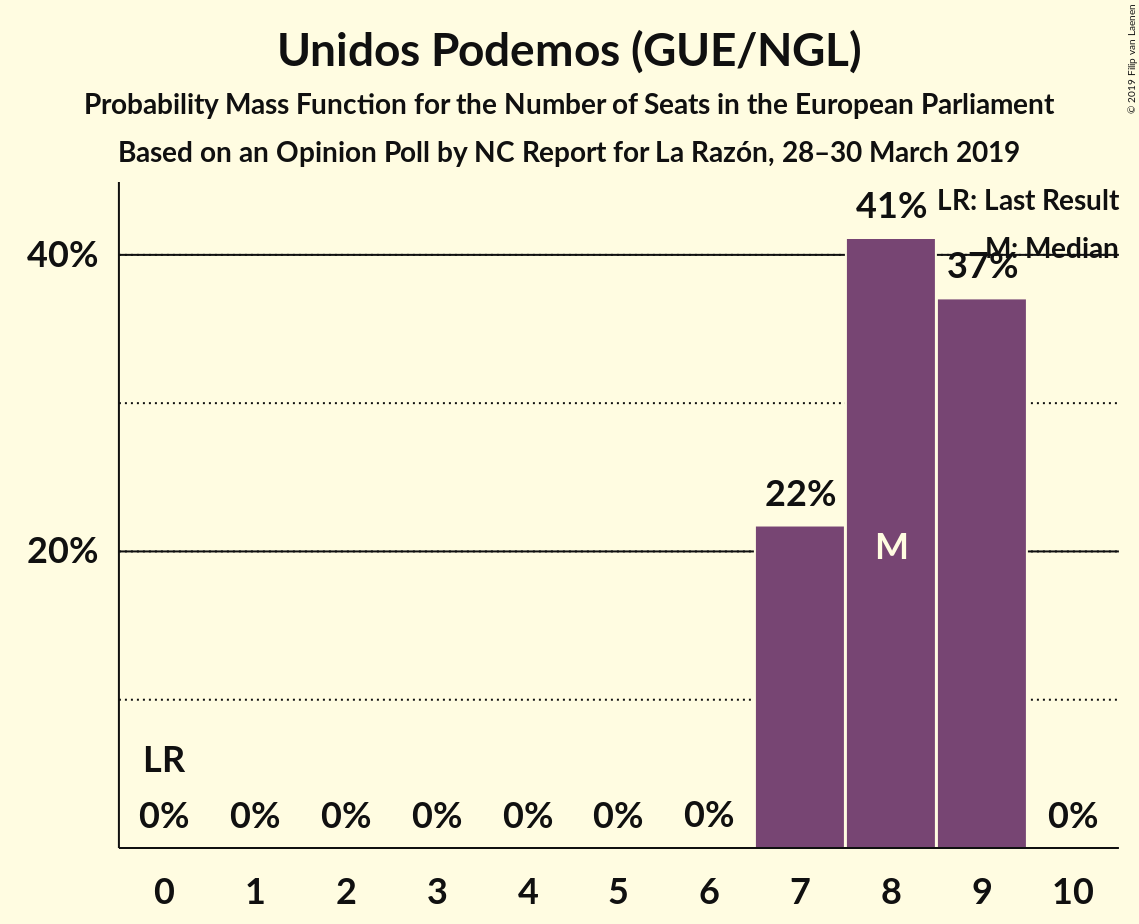 Unidos Podemos (GUE/NGL)
Probability Mass Function for the Number of Seats in the European Parliament
Based on an Opinion Poll by NC Report for La Razón, 28–30 March 2019
© 2019 Filip van Laenen
LR: Last Result
M: Median
41%
37%
40%
22%
M
20%
LR
0% 0% 0% 0% 0% 0% 0% 0%
0 1 2 3 4 5 6 7 8 9 10